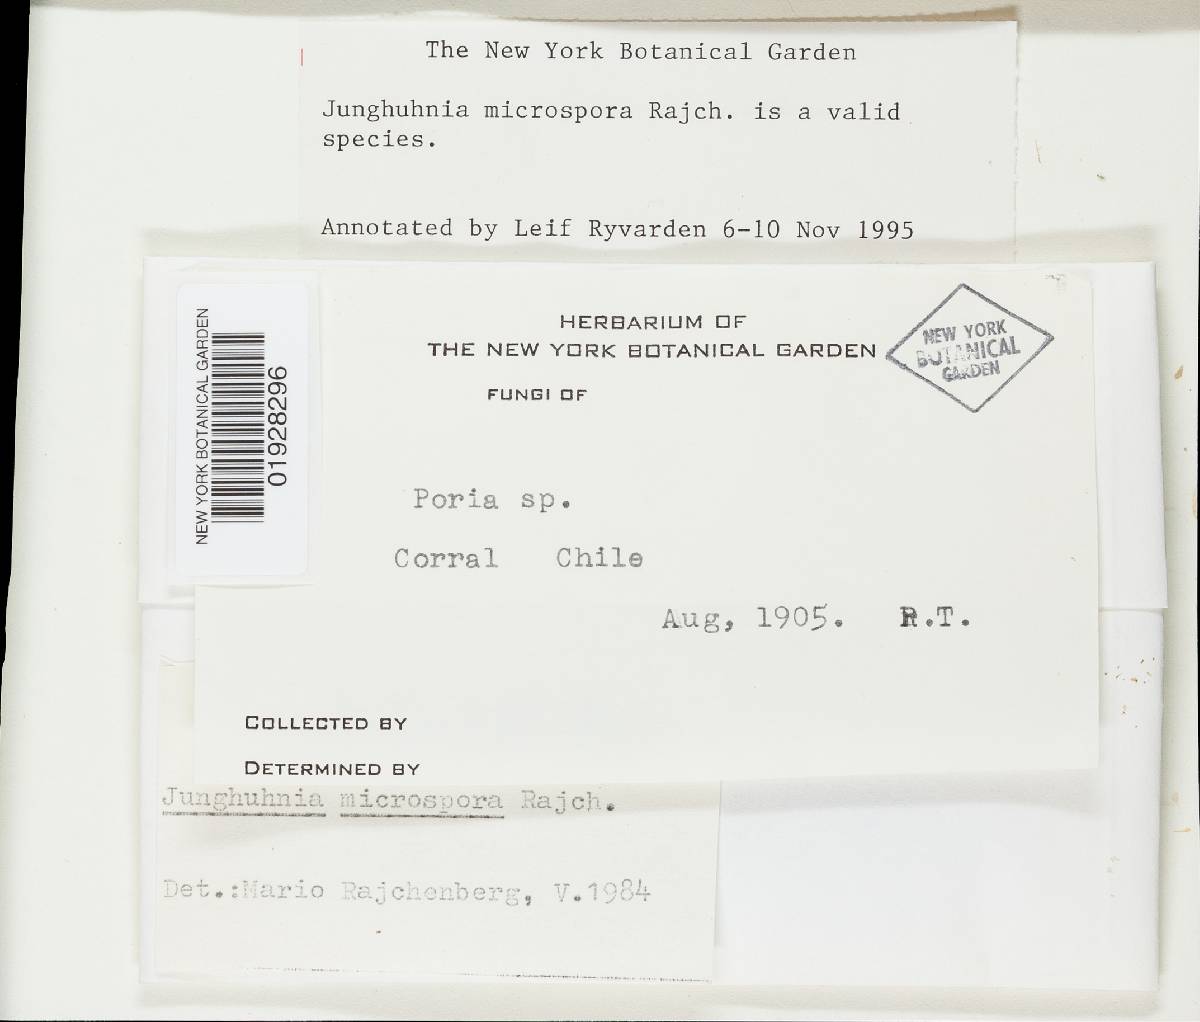 The New York Botanical Garden
Junghuhnia microspora Rajch. is a valid
species.
Annotated by Leif Ryvarden 6-10 Nov 1995
NEW YORK BOTANICAL GARDEN
01928296
HERBARIUM OF
THE NEW YORK BOTANICAL GARDEN
FUNGI OF
NEW YORK
BOTANICAL
GARDEN
Poria sp.
Corral Chile
Aug, 1905. R.T.
COLLECTED BY
DETERMINED BY
Junghuhnia microspora Rajch.
Det.:Mario Rajchenberg, V.1984